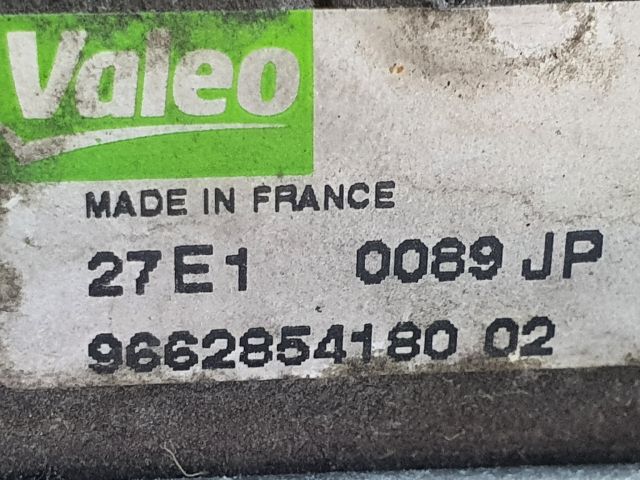 Valeo
MADE IN FRANCE
27E1 0089 JP
9662854180 02